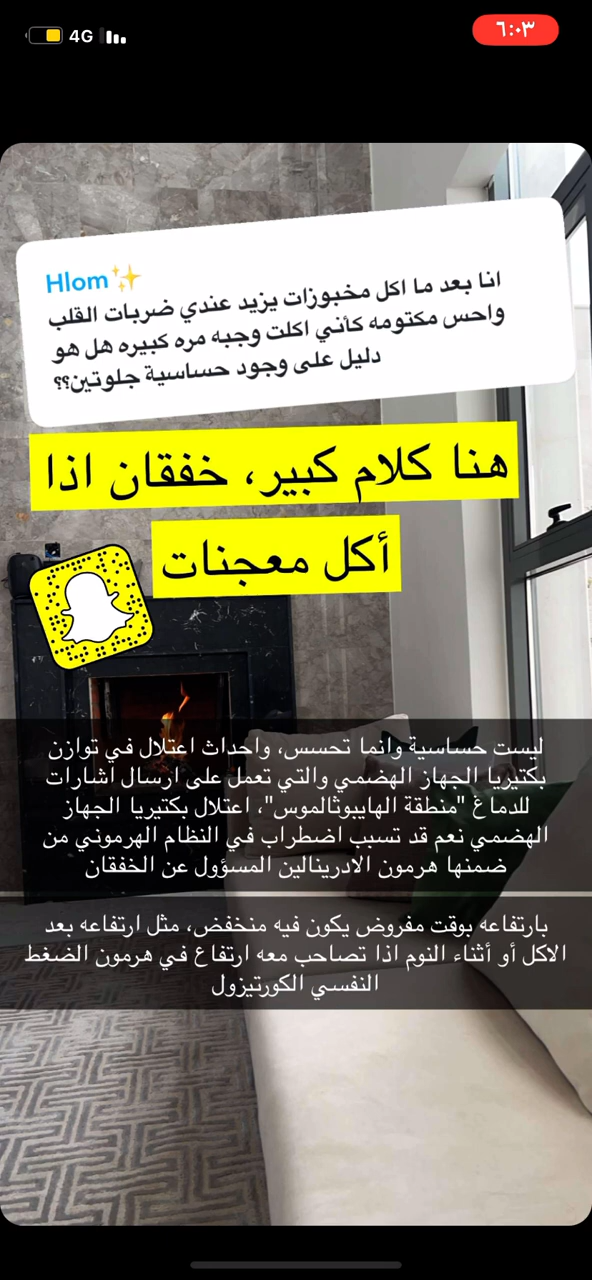 4G
٦:٠٣
Hlom✨
انا بعد ما اكل مخبوزات يزيد عندي ضربات القلب
واحس مكتومه كأني اكلت وجبه مره كبيره هل هو
دليل على وجود حساسية جلوتين؟؟
هنا كلام كبير، خفقان اذا
أكل معجنات
ليست حساسية وانما تحسس، واحداث اعتلال في توازن
بكتيريا الجهاز الهضمي والتي تعمل على ارسال اشارات
للدماغ "منطقة الهايبوثالموس"، اعتلال بكتيريا الجهاز
الهضمي نعم قد تسبب اضطراب في النظام الهرموني من
ضمنها هرمون الادرينالين المسؤول عن الخفقان
بارتفاعه بوقت مفروض يكون فيه منخفض، مثل ارتفاعه بعد
الاكل أو أثناء النوم اذا تصاحب معه ارتفاع في هرمون الضغط
النفسي الكورتيزول